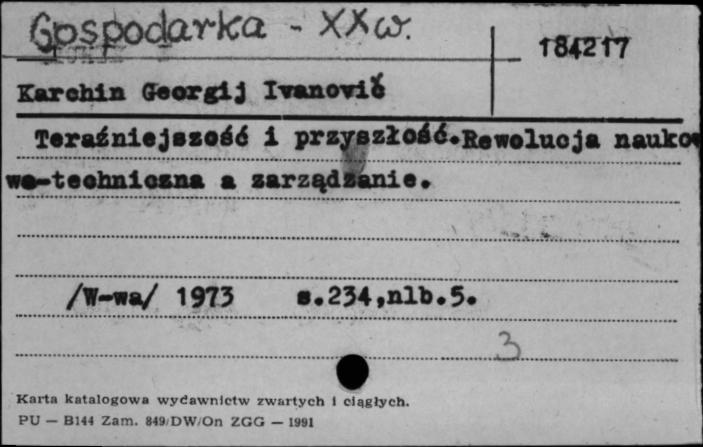 Gospodarka - XXw.
184217
Karchin Georgij Ivanovič
Teraźniejszość i przyszłość.Rewolucja nauko
wo-techniczna a zarządzanie.
/W-wa/ 1973 s.234,nlb.5.
3
Karta katalogowa wydawnictw zwartych i ciągłych.
PU — B144 Zam. 849/DW/On ZGG — 1991